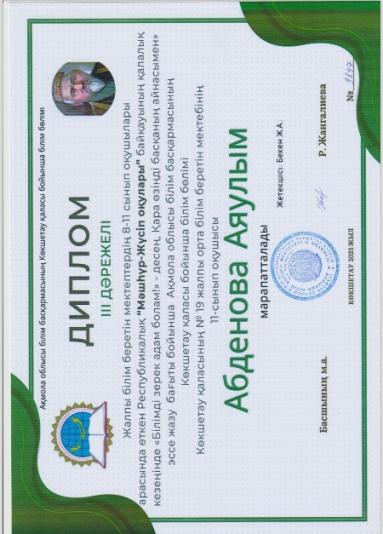 Ақмола облысы білім басқармасының Көкшетау қаласы бойынша білім бөлімі
ДИПЛОМ
III ДӘРЕЖЕЛІ
Жалпы білім беретін мектептердің 8-11 сынып оқушылары
арасында өткен Республикалық "Мәшһүр-Жүсіп оқулары" байқауының қалалық
кезеңінде «Білімді зерек адам болам!» - десең, Қара өзіңді басқаның айнасымен»
эссе жазу бағыты бойынша Ақмола облысы білім басқармасының
Көкшетау қаласы бойынша білім бөлімі
Көкшетау қаласының № 19 жалпы орта білім беретін мектебінің
11-сынып оқушысы
Абденова Аяулым
марапатталады
Жетекшісі: Бекен Ж.А.
Басшының м.а.
Р. Жангалиева
КӨКШЕТАУ 2025 ЖЫЛ
№ 9847